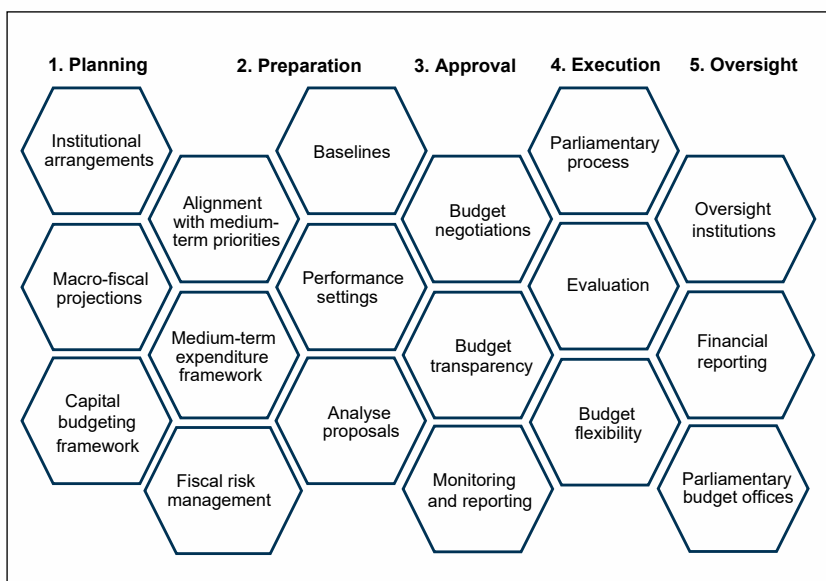 1. Planning
2. Preparation
3. Approval
4. Execution
5. Oversight
Institutional
arrangements
Macro-fiscal
projections
Capital
budgeting
framework
Alignment
with medium-
term priorities
Medium-term
expenditure
framework
Fiscal risk
management
Baselines
Performance
settings
Analyse
proposals
Budget
negotiations
Budget
transparency
Monitoring
and reporting
Parliamentary
process
Evaluation
Budget
flexibility
Oversight
institutions
Financial
reporting
Parliamentary
budget offices